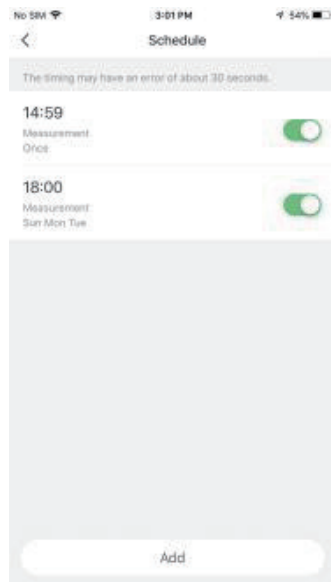 No SIM 3:01 PM 54%
Schedule
The timing may have an error of about 30 seconds.
14:59
Measurement
Once
18:00
Measurement
Sun Mon Tue
Add